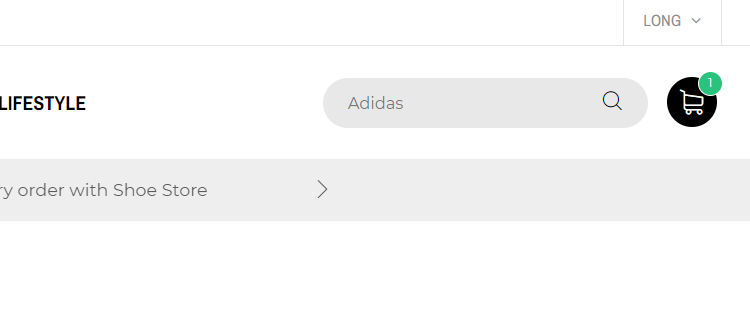 LONG
LIFESTYLE
Adidas
1
ry order with Shoe Store